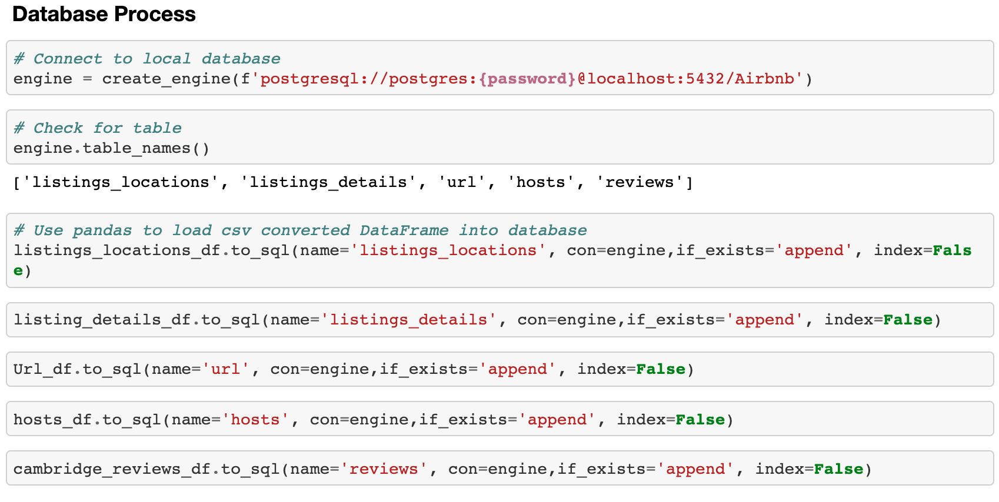 Database Process
# Connect to local database
engine = create_engine(f'postgresql://postgres:{password}@localhost:5432/Airbnb')
# Check for table
engine.table_names()
['listings_locations', 'listings_details', 'url', 'hosts', 'reviews']
# Use pandas to load csv converted DataFrame into database
listings_locations_df.to_sql(name='listings_locations', con=engine,if_exists='append', index=Fals
e)
listing_details_df.to_sql(name='listings_details', con=engine,if_exists='append', index=False)
Url_df.to_sql(name='url', con=engine,if_exists='append', index=False)
hosts_df.to_sql(name='hosts', con=engine,if_exists='append', index=False)
cambridge_reviews_df.to_sql(name='reviews', con=engine,if_exists='append', index=False)